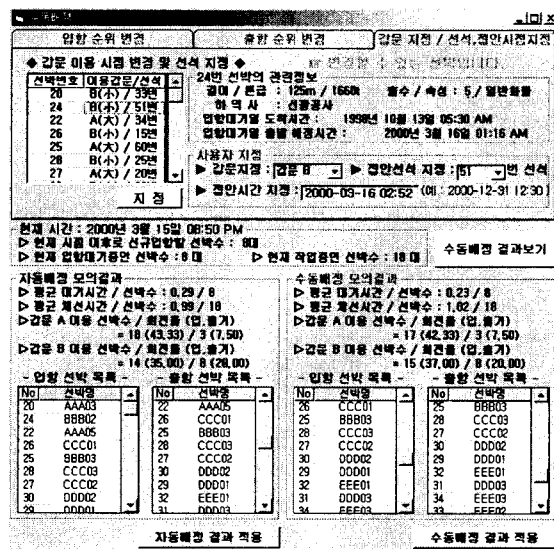 입항 순위 변경
출항 순위 변경
갑문 지정 / 선석,접안시점지정
◆ 갑문 이용 시점 변경 및 선석 지정 ◆
선박번호 이용갑문/선석
20 B(小) / 33번
24 B(小) / 51번
22 A(大) / 34번
26 B(小) / 15번
25 A(大) / 60번
28 B(小) / 25번
27 A(大) / 20번
지 정
24번 선박의 관련정보
길이 / 톤급 : 125m / 1660t 흘수 / 속성 : 5 / 일반화물
하 역 사 : 선광공사
입항대기열 도착시간 : 1998년 10월 13일 05:30 AM
입항대기열 출발 예정시간 : 2000년 3월 16일 01:16 AM
사용자 지정
▷ 갑문지정 : 갑문 B ▷ 접안선석 지정 : 51 번 선석
▷ 접안시간 지정 : 2000-03-16 02:52 (예 : 2000-12-31 12:30)
현재 시간 : 2000년 3월 15일 08:50 PM
▷ 현재 시점 이후로 신규입항할 선박수 : 8대
▷ 현재 입항대기중인 선박수 : 8 대 ▷ 현재 작업중인 선박수 : 18 대
수동배정 결과보기
자동배정 모의결과
▷ 평균 대기시간 / 선박수 : 0.29 / 8
▷ 평균 체선시간 / 선박수 : 0.99 / 18
▷갑문 A 이용 선박수 / 회전율 (입,출거)
= 18 (43.33) / 3 (7.50)
▷갑문 B 이용 선박수 / 회전율 (입,출거)
= 14 (35.00) / 8 (20.00)
- 입항 선박 목록 -
No 선박명
20 AAA03
24 BBB02
22 AAA05
26 CCC01
25 BBB03
28 CCC03
27 CCC02
30 DDD02
29 DDD01
- 출항 선박 목록 -
No 선박명
22 AAA05
26 CCC01
25 BBB03
28 CCC03
27 CCC02
30 DDD02
29 DDD01
32 EEE01
31 DDD03
수동배정 모의결과
▷ 평균 대기시간 / 선박수 : 0.23 / 8
▷ 평균 체선시간 / 선박수 : 1.02 / 18
▷갑문 A 이용 선박수 / 회전율 (입,출거)
= 17 (42.33) / 3 (7.50)
▷갑문 B 이용 선박수 / 회전율 (입,출거)
= 15 (37.00) / 8 (20.00)
- 입항 선박 목록 -
No 선박명
26 CCC01
25 BBB03
28 CCC03
27 CCC02
30 DDD02
29 DDD01
32 EEE01
31 DDD03
34 EEE03
- 출항 선박 목록 -
No 선박명
25 BBB03
28 CCC03
27 CCC02
30 DDD02
29 DDD01
32 EEE01
31 DDD03
34 EEE03
33 EEE02
자동배정 결과 적용
수동배정 결과 적용